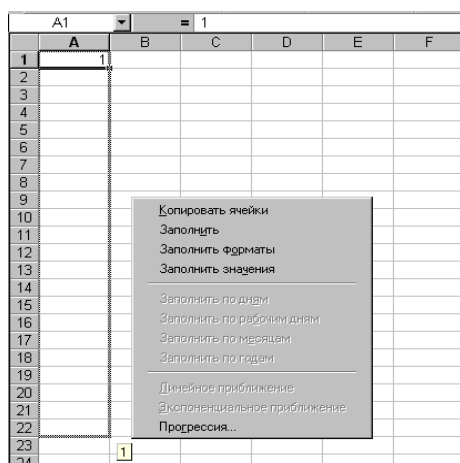 A1 = 1
A B C D E F
1 1
2
3
4
5
6
7
8
9
10
11
12
13
14
15
16
17
18
19
20
21
22
23
24
Копировать ячейки
Заполнить
Заполнить форматы
Заполнить значения
Заполнить по дням
Заполнить по рабочим дням
Заполнить по месяцам
Заполнить по годам
Линейное приближение
Экспоненциальное приближение
Прогрессия...
1